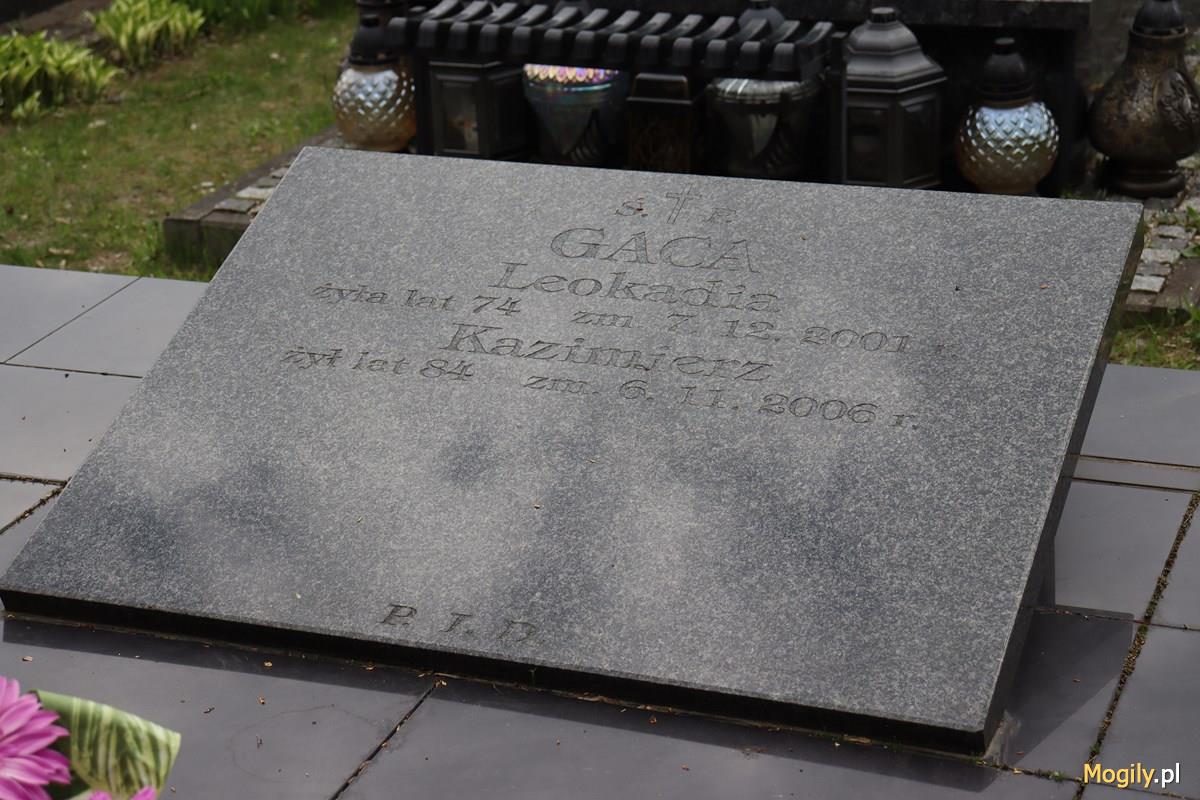 Ś. P.
GACA
Leokadia
żyła lat 74 zm. 7. 12. 2001 r.
Kazimierz
żył lat 84 zm. 6. 11. 2006 r.
P. I. D.
Mogily.pl